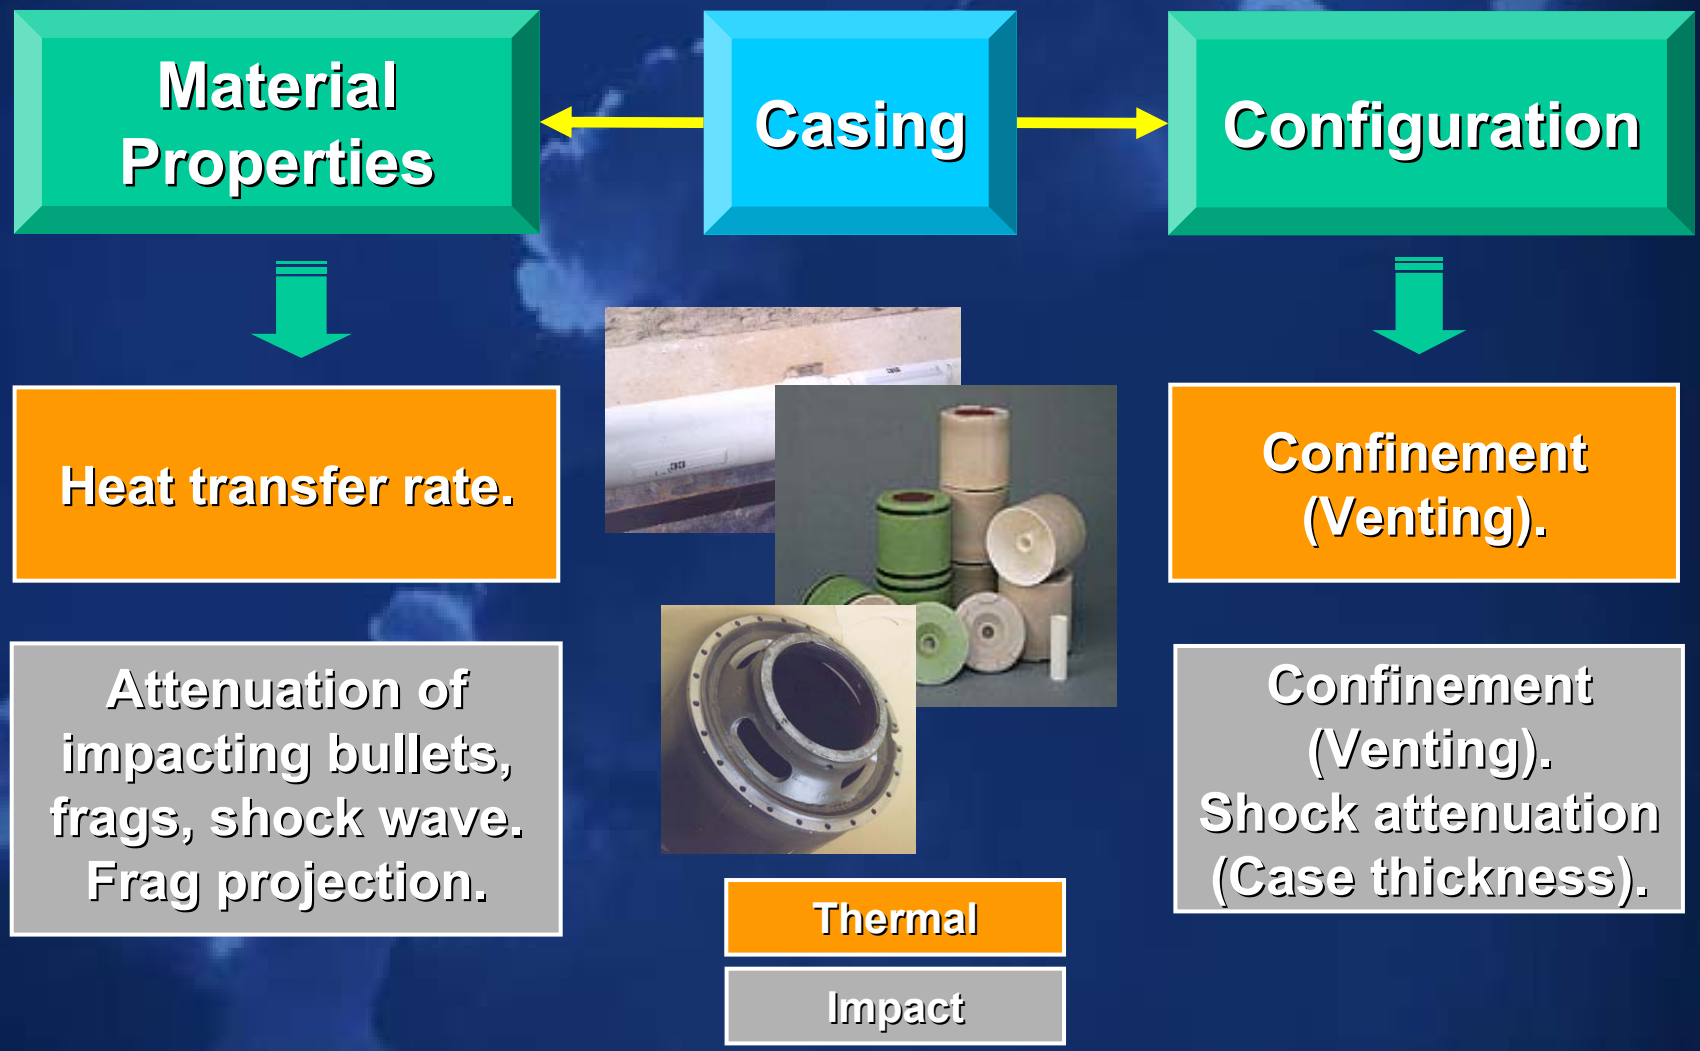 Material
Properties
Casing
Configuration
Heat transfer rate.
Confinement
(Venting).
Attenuation of
impacting bullets,
frags, shock wave.
Frag projection.
Confinement
(Venting).
Shock attenuation
(Case thickness).
Thermal
Impact